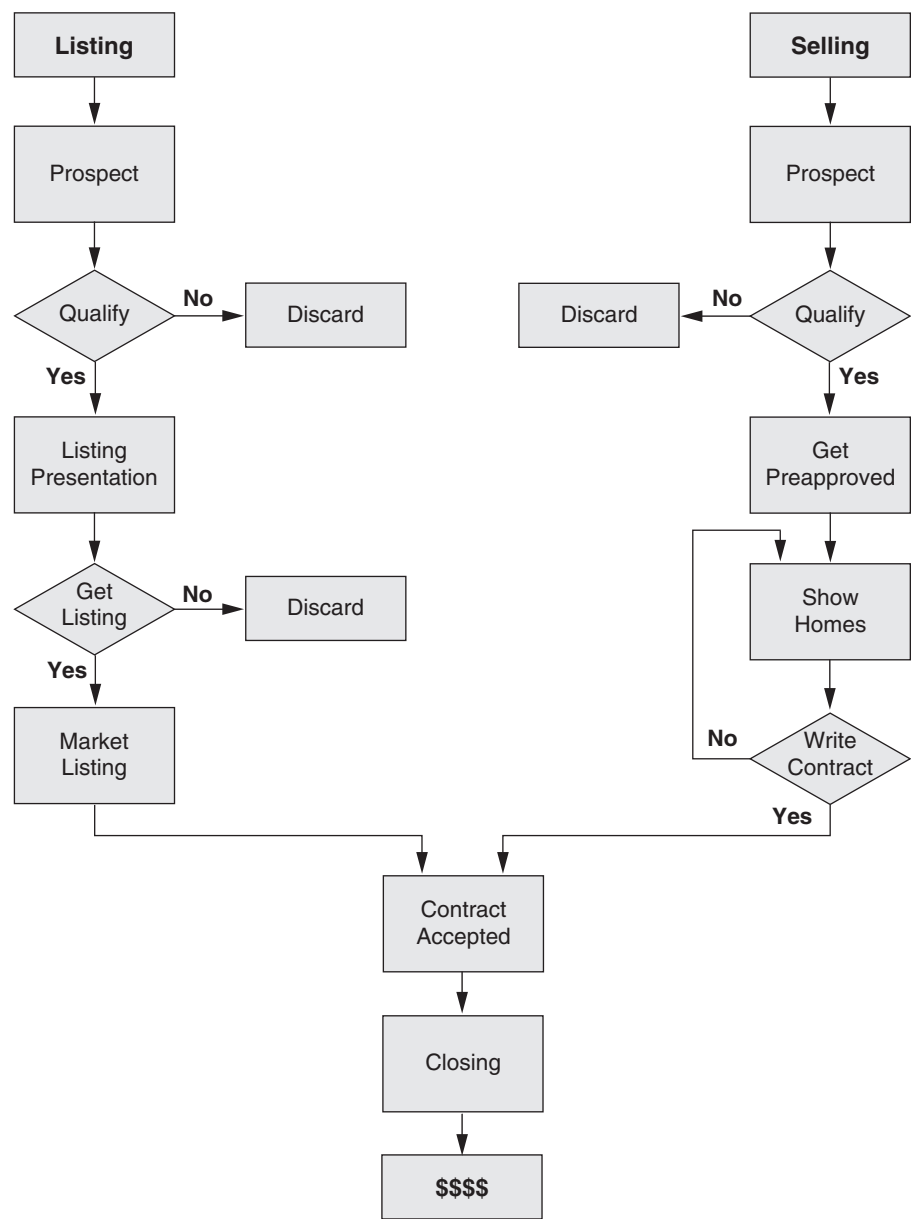 Listing
Selling
Prospect
Prospect
Qualify
No
Discard
Discard
No
Qualify
Yes
Yes
Listing
Presentation
Get
Preapproved
Get
Listing
No
Discard
Show
Homes
Yes
Market
Listing
No
Write
Contract
Yes
Contract
Accepted
Closing
$$$$